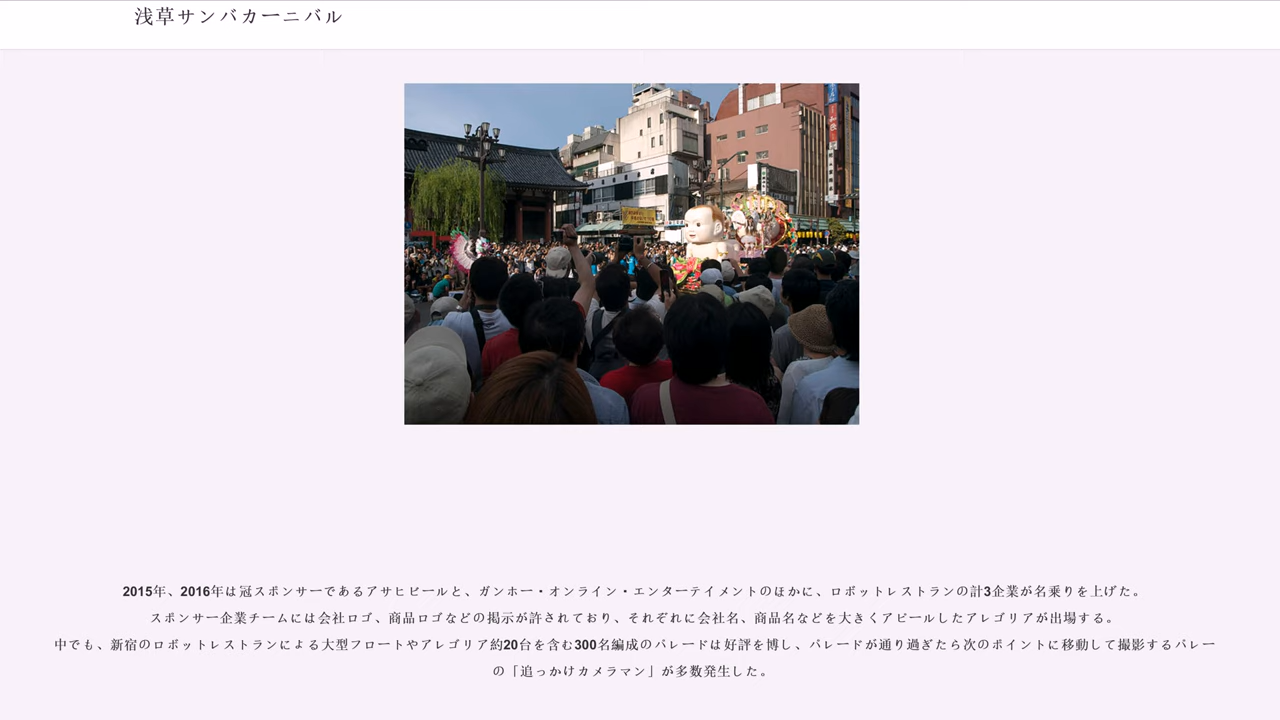 浅草サンバカーニバル
2015年、2016年は冠スポンサーであるアサヒビールと、ガンホー・オンライン・エンターテイメントのほかに、ロボットレストランの計3企業が名乗りを上げた。
スポンサー企業チームには会社ロゴ、商品ロゴなどの掲示が許されており、それぞれに会社名、商品名などを大きくアピールしたアレゴリアが出場する。
中でも、新宿のロボットレストランによる大型フロートやアレゴリア約20台を含む300名編成のパレードは好評を博し、パレードが通り過ぎたら次のポイントに移動して撮影するパレー
の「追っかけカメラマン」が多数発生した。